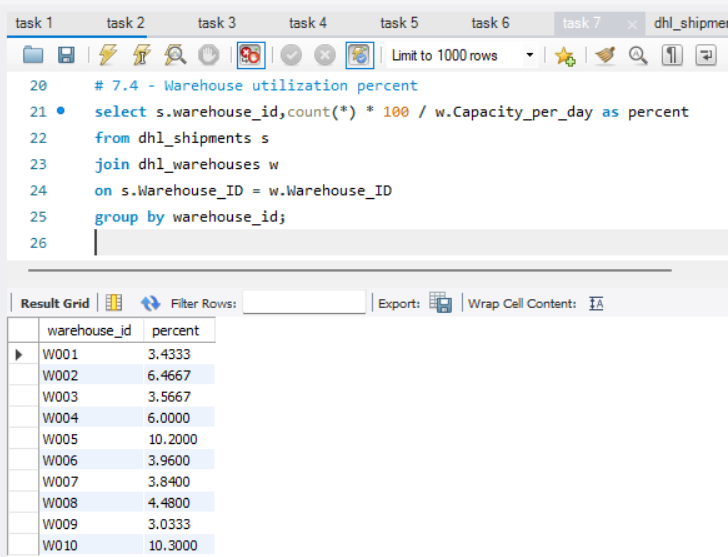 task 1 task 2 task 3 task 4 task 5 task 6 task 7 dhl_shipme
Limit to 1000 rows
20 # 7.4 - Warehouse utilization percent
21 select s.warehouse_id,count(*) * 100 / w.Capacity_per_day as percent
22 from dhl_shipments s
23 join dhl_warehouses w
24 on s.Warehouse_ID = w.Warehouse_ID
25 group by warehouse_id;
26
Result Grid Filter Rows: Export: Wrap Cell Content:
warehouse_id percent
W001 3.4333
W002 6.4667
W003 3.5667
W004 6.0000
W005 10.2000
W006 3.9600
W007 3.8400
W008 4.4800
W009 3.0333
W010 10.3000